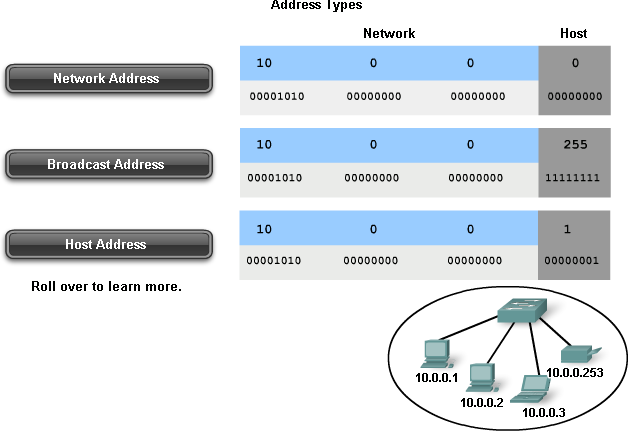 Address Types
Network Host
Network Address
10 0 0 0
00001010 00000000 00000000 00000000
Broadcast Address
10 0 0 255
00001010 00000000 00000000 11111111
Host Address
10 0 0 1
00001010 00000000 00000000 00000001
Roll over to learn more.
10.0.0.1
10.0.0.2
10.0.0.3
10.0.0.253